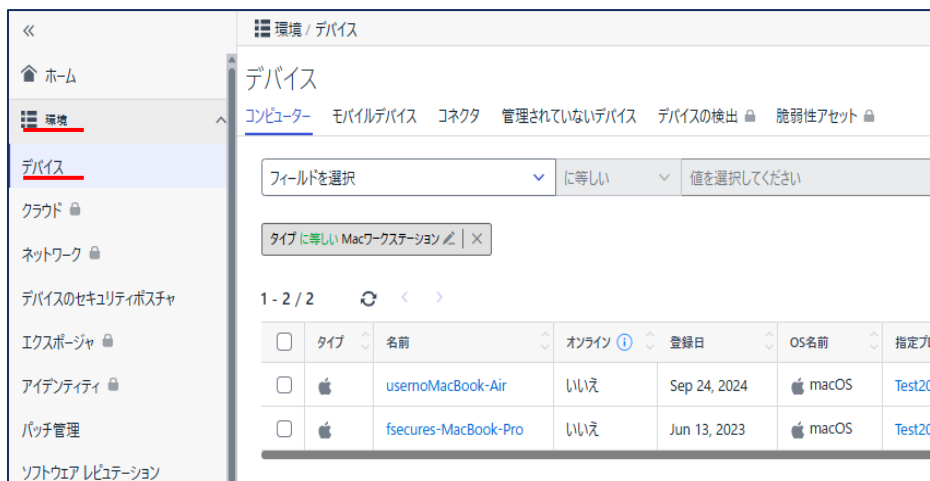 «
環境 / デバイス
ホーム
環境
デバイス
クラウド
ネットワーク
デバイスのセキュリティポスチャ
エクスポージャ
アイデンティティ
パッチ管理
ソフトウェア レピュテーション
デバイス
コンピューター モバイルデバイス コネクタ 管理されていないデバイス デバイスの検出 脆弱性アセット
フィールドを選択 に等しい 値を選択してください
タイプ に等しい Macワークステーション
1 - 2 / 2
タイプ 名前 オンライン 登録日 OS名前 指定プロ
usernoMacBook-Air いいえ Sep 24, 2024 macOS Test20
fsecures-MacBook-Pro いいえ Jun 13, 2023 macOS Test20